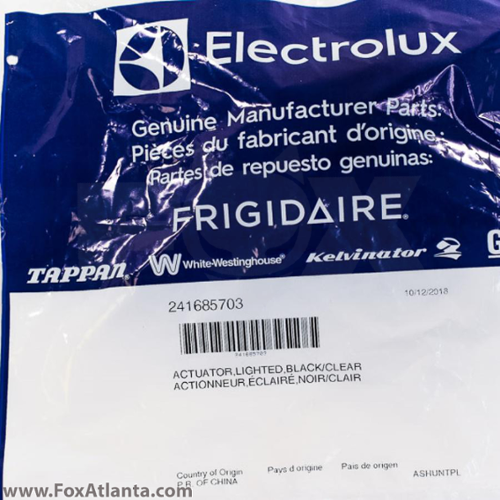 Electrolux
Genuine Manufacturer Parts:
Pièces du fabricant d'origine:
Partes de repuesto genuinas:
FRIGIDAIRE®
TAPPAN White-Westinghouse® Kelvinator
241685703 10/12/2018
241685703
ACTUATOR,LIGHTED,BLACK/CLEAR
ACTIONNEUR,ÉCLAIRÉ,NOIR/CLAIR
Country of Origin Pays d origine Pais de origen ASHUNTPL
P.R. OF CHINA
www.FoxAtlanta.com